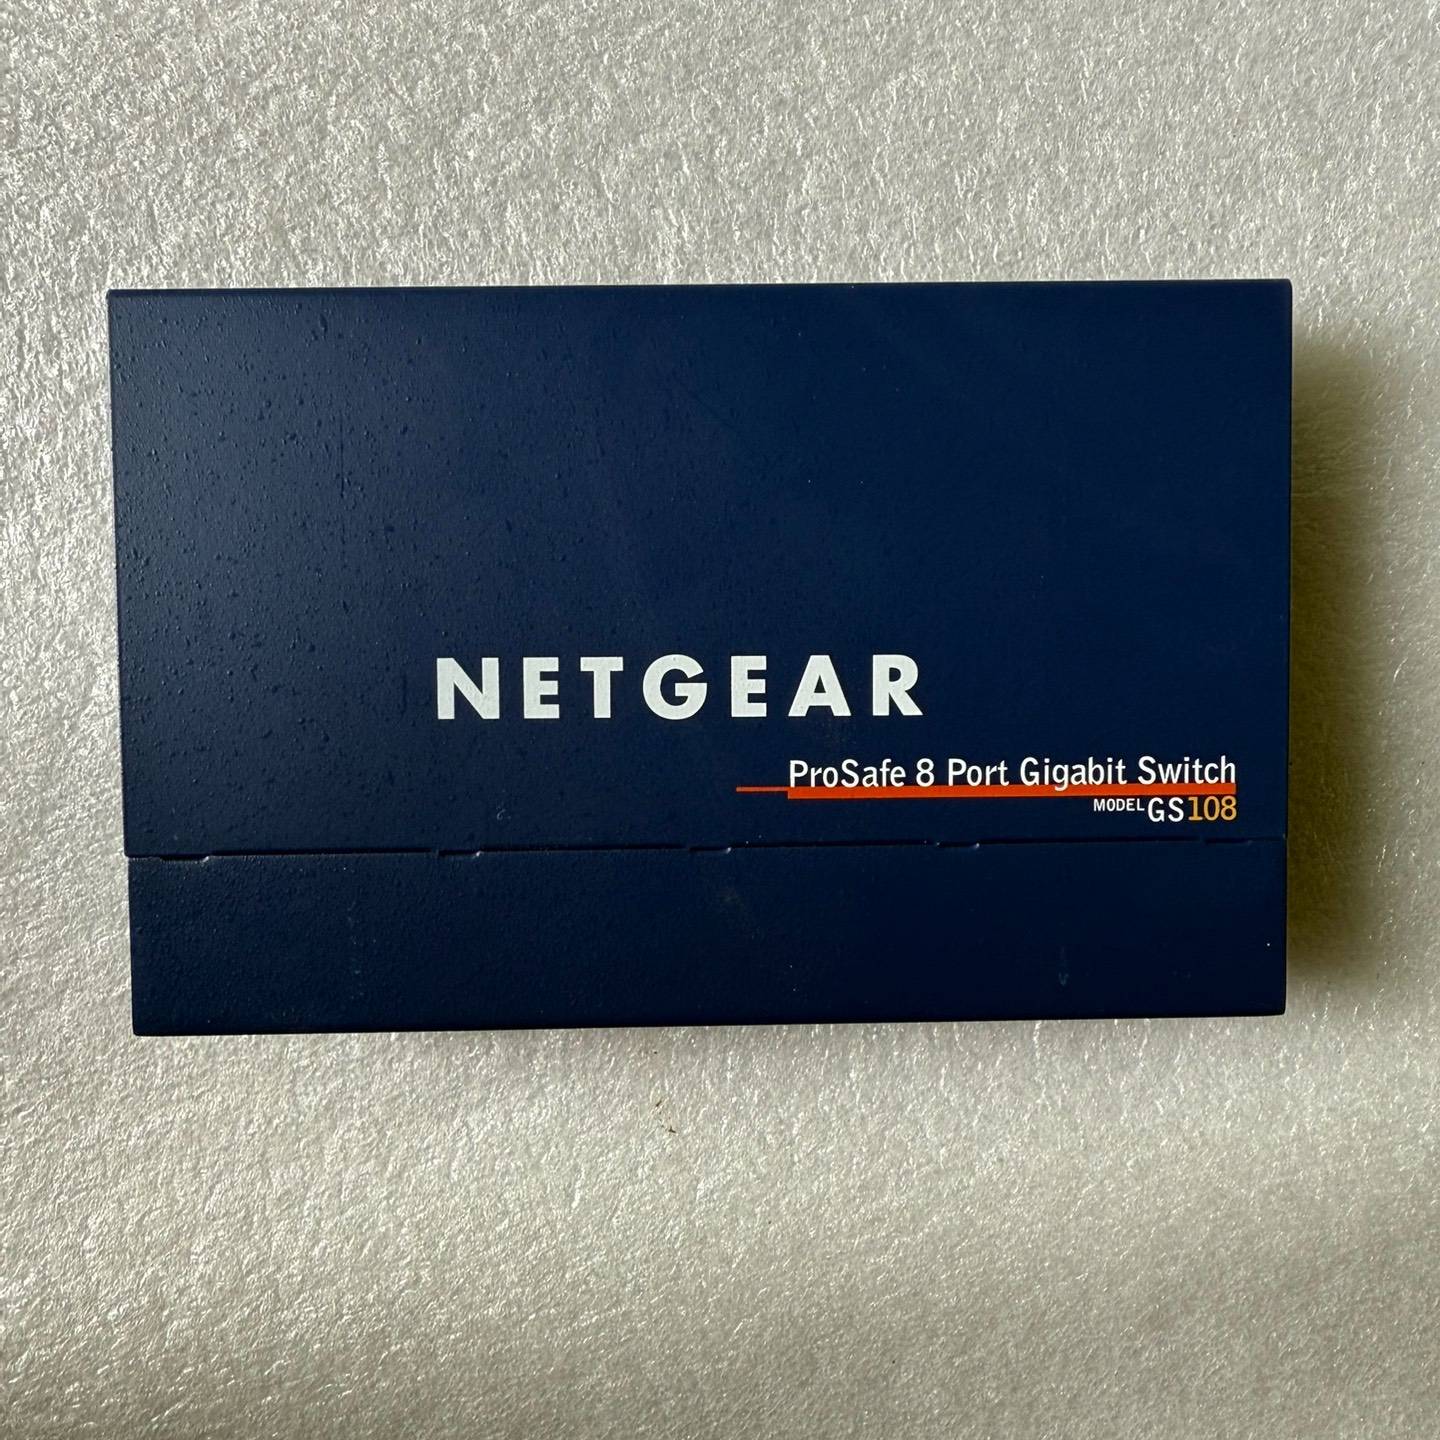 NETGEAR
ProSafe 8 Port Gigabit Switch
MODEL GS108